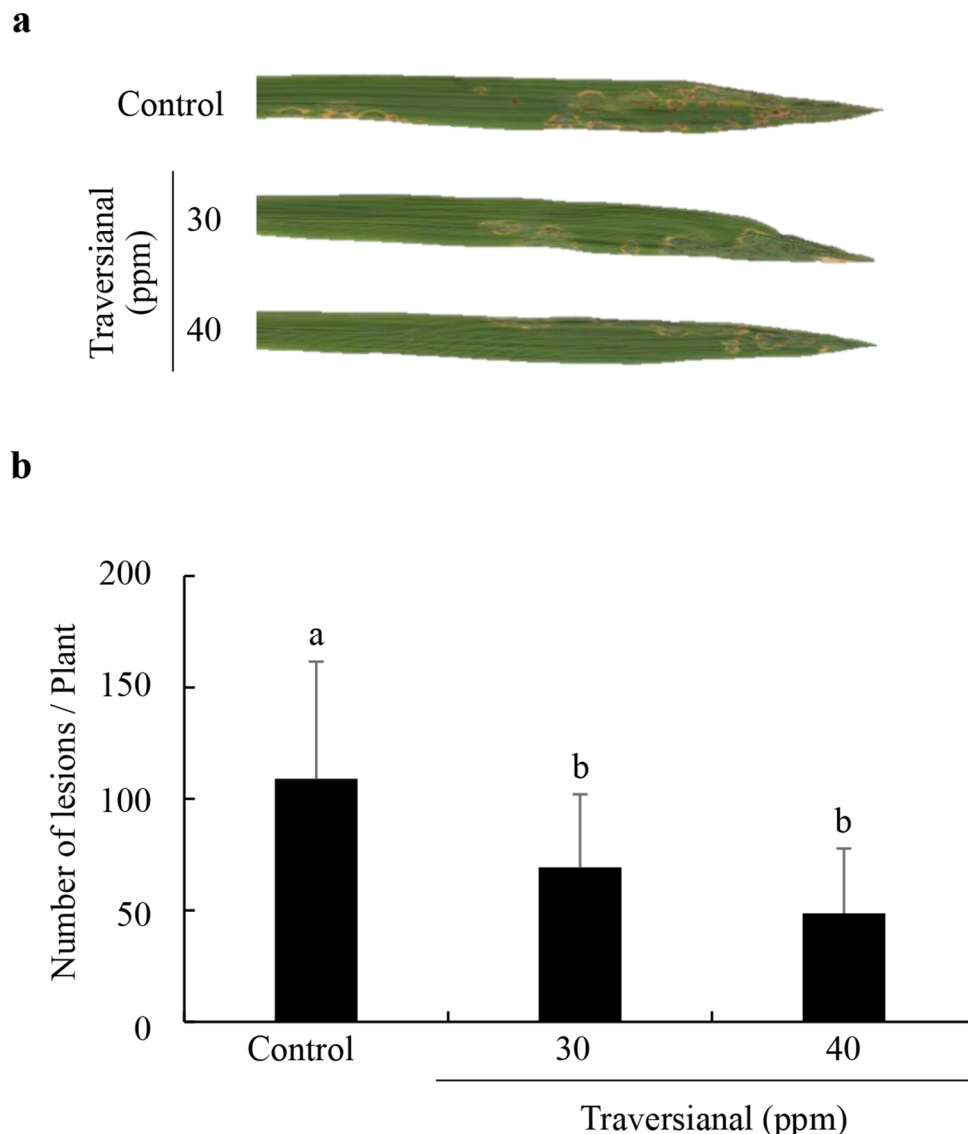 a
Control
Traversianal
(ppm)
30
40
b
Number of lesions / Plant
200
150
100
50
0
a
b
b
Control
30
40
Traversianal (ppm)